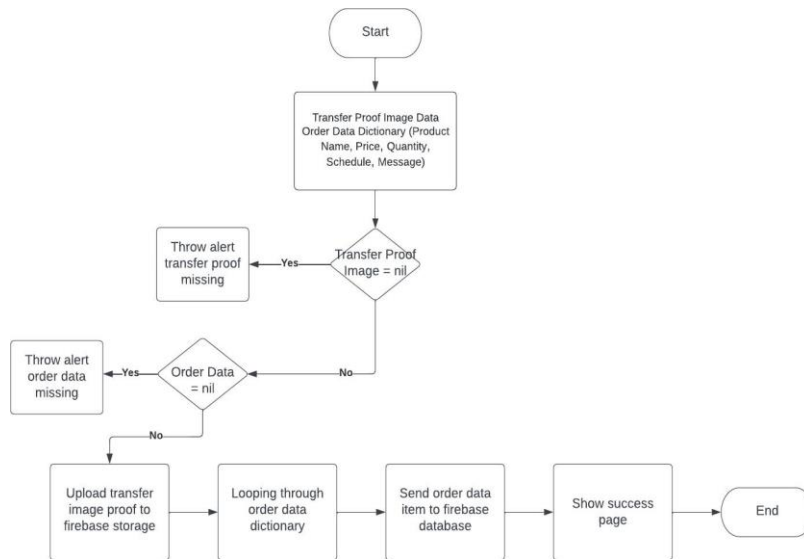 Start
Transfer Proof Image Data
Order Data Dictionary (Product
Name, Price, Quantity,
Schedule, Message)
Transfer Proof
Image = nil
Yes
Throw alert
transfer proof
missing
No
Order Data
= nil
Yes
Throw alert
order data
missing
No
Upload transfer
image proof to
firebase storage
Looping through
order data
dictionary
Send order data
item to firebase
database
Show success
page
End